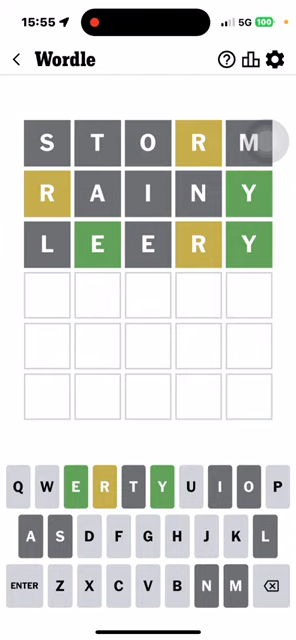 15:55 5G 100
Wordle ?
S T O R M
R A I N Y
L E E R Y
Q W E R T Y U I O P
A S D F G H J K L
ENTER Z X C V B N M